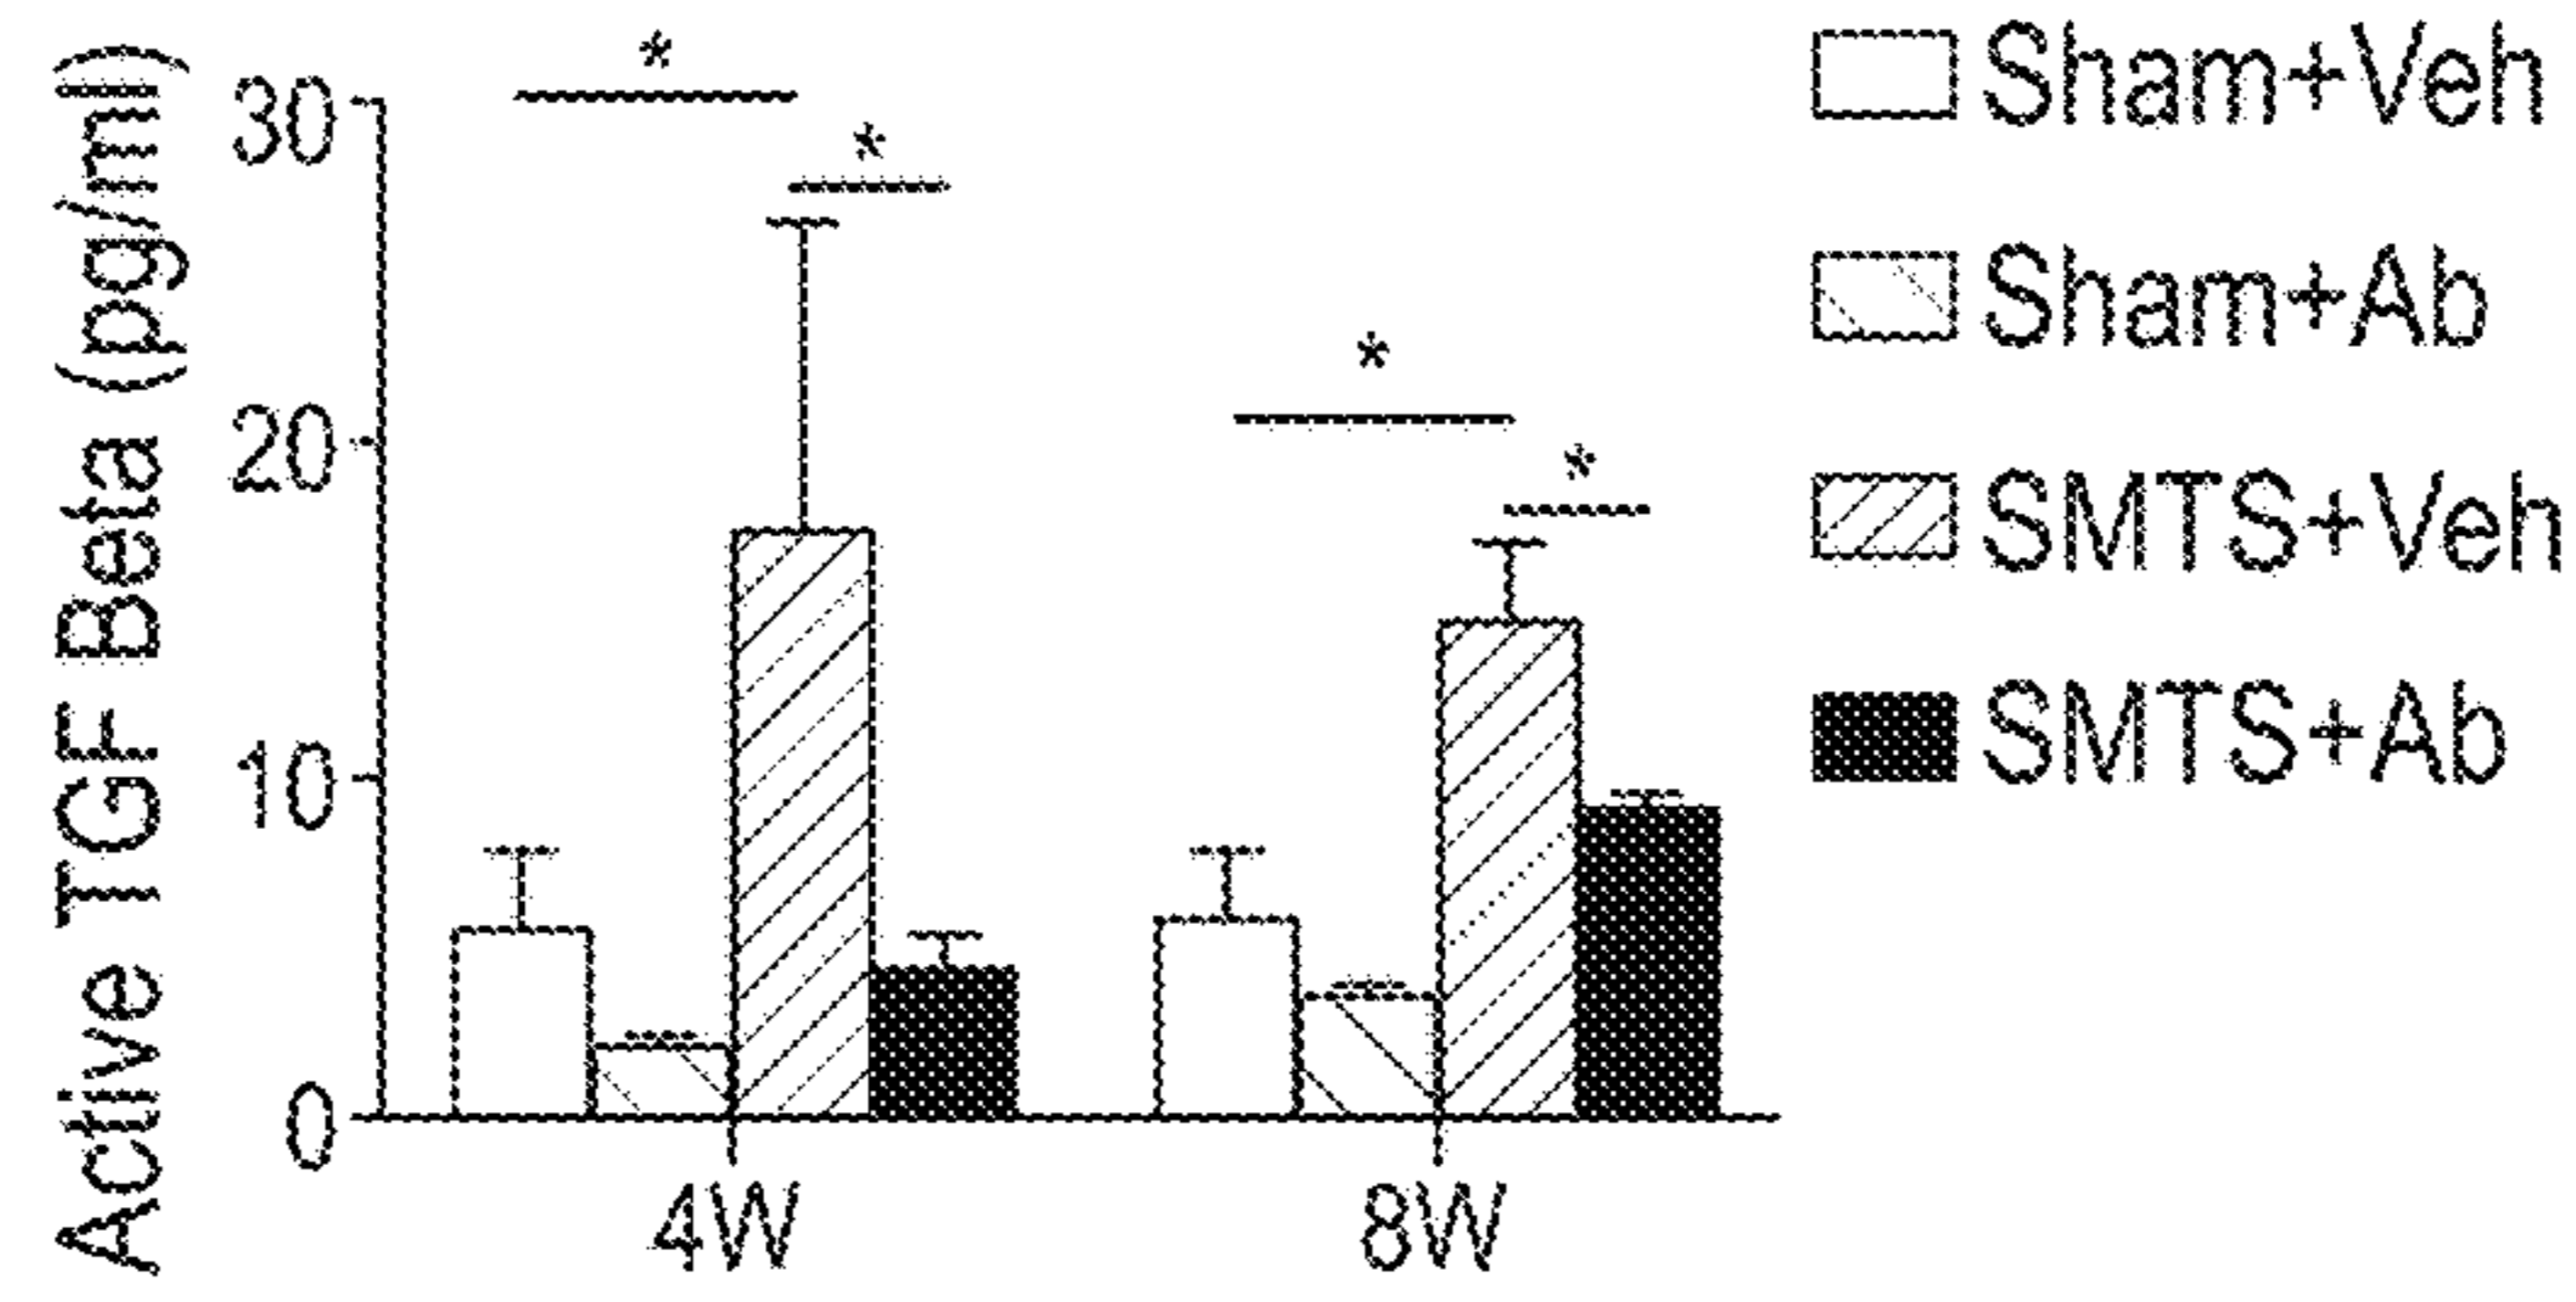 Active TGF Beta (pg/ml)
30
20
10
0
*
*
*
*
4W
8W
Sham+Veh
Sham+Ab
SMTS+Veh
SMTS+Ab